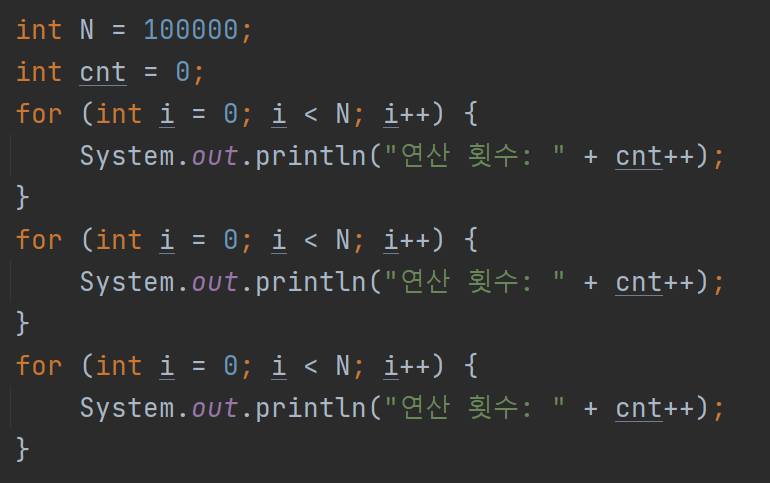 int N = 100000;
int cnt = 0;
for (int i = 0; i < N; i++) {
    System.out.println("연산 횟수: " + cnt++);
}
for (int i = 0; i < N; i++) {
    System.out.println("연산 횟수: " + cnt++);
}
for (int i = 0; i < N; i++) {
    System.out.println("연산 횟수: " + cnt++);
}